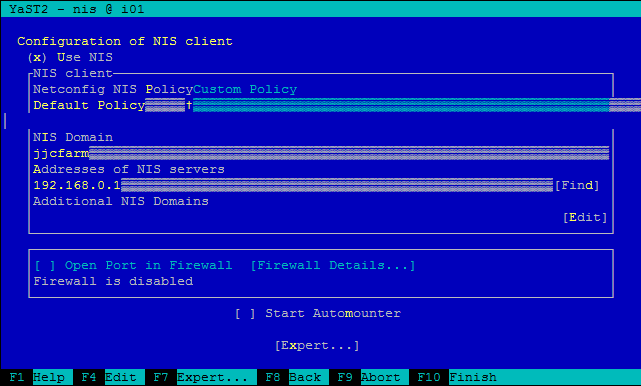 YaST2 - nis @ i01
Configuration of NIS client
(x) Use NIS
NIS client
Netconfig NIS Policy Custom Policy
Default Policy †
NIS Domain
jjcfarm
Addresses of NIS servers
192.168.0.1 [Find]
Additional NIS Domains
[Edit]
[ ] Open Port in Firewall [Firewall Details...]
Firewall is disabled
[ ] Start Automounter
[Expert...]
F1 Help F4 Edit F7 Expert... F8 Back F9 Abort F10 Finish